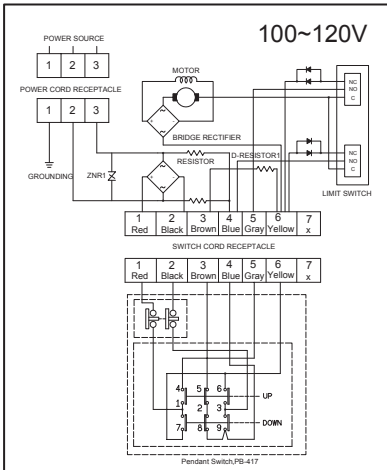 100~120V
POWER SOURCE
1 2 3
POWER CORD RECEPTACLE
1 2 3
MOTOR
BRIDGE RECTIFIER
NC
NO
C
NC
NO
C
LIMIT SWITCH
GROUNDING
ZNR1
RESISTOR
D-RESISTOR1
1 2 3 4 5 6 7
Red Black Brown Blue Gray Yellow x
SWITCH CORD RECEPTACLE
1 2 3 4 5 6 7
Red Black Brown Blue Gray Yellow x
4 5 6
UP
1 2 3
DOWN
7 8 9
Pendant Switch,PB-417